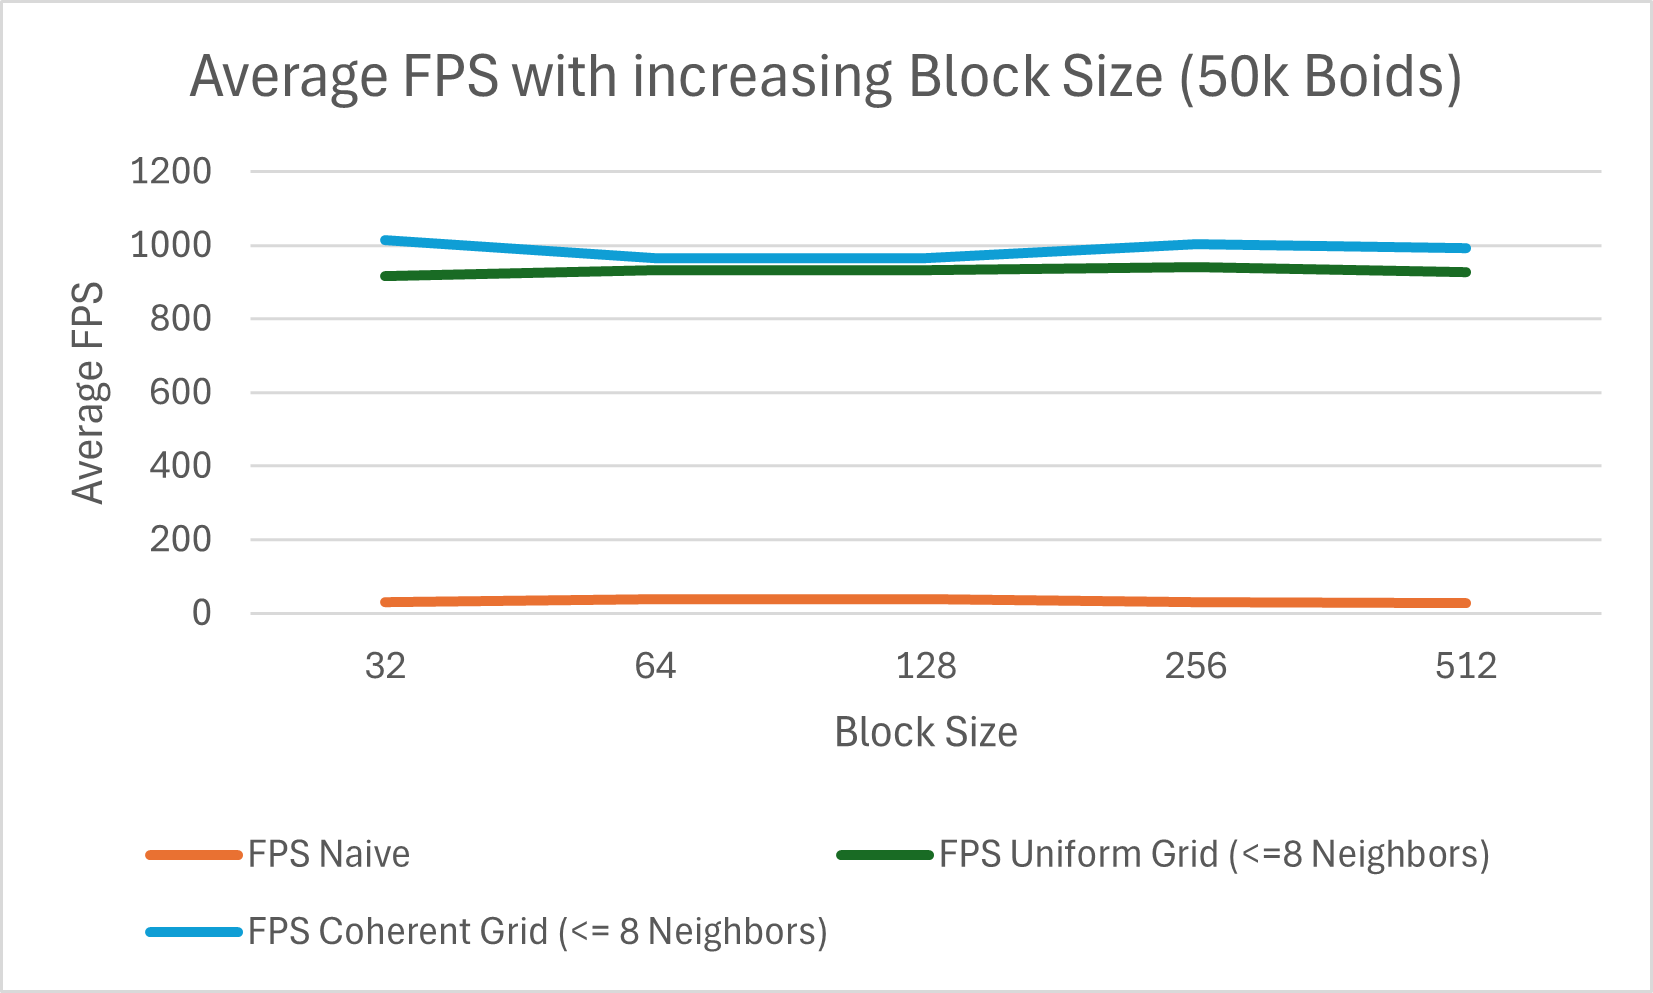 Average FPS with increasing Block Size (50k Boids)
1200
1000
800
600
400
200
0
Average FPS
32 64 128 256 512
Block Size
FPS Naive
FPS Uniform Grid (<=8 Neighbors)
FPS Coherent Grid (<= 8 Neighbors)